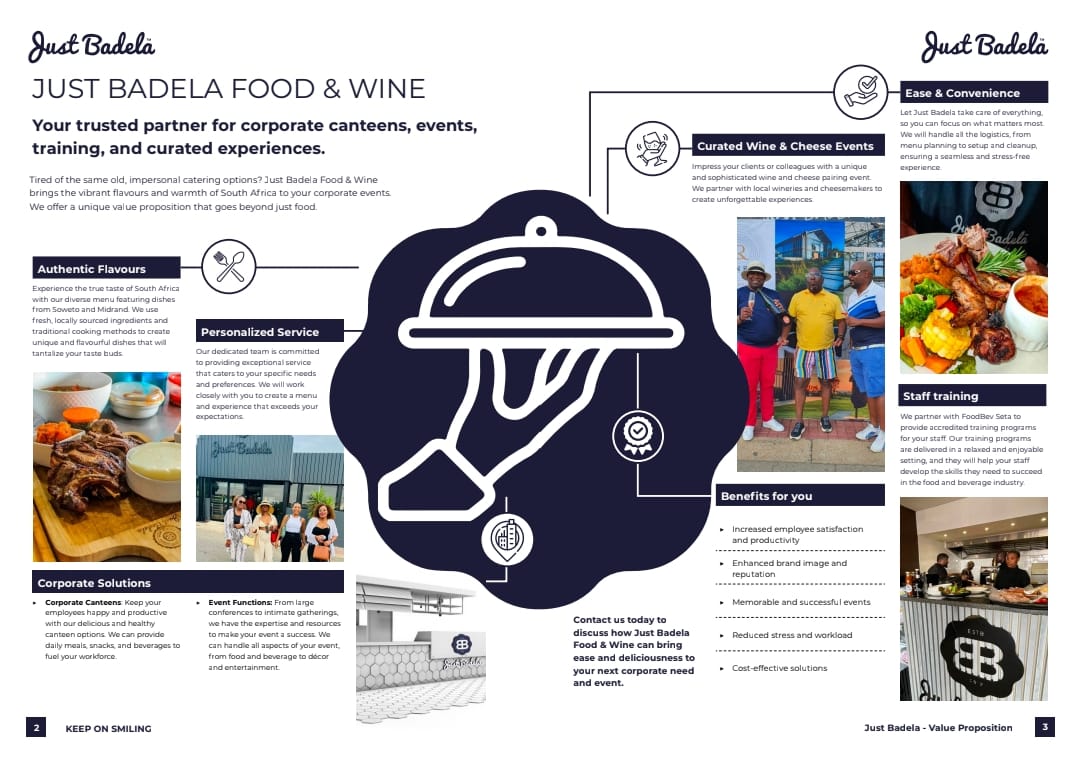 Just Badela™
Just Badela™
JUST BADELA FOOD & WINE
Your trusted partner for corporate canteens, events,
training, and curated experiences.
Tired of the same old, impersonal catering options? Just Badela Food & Wine
brings the vibrant flavours and warmth of South Africa to your corporate events.
We offer a unique value proposition that goes beyond just food.
Authentic Flavours
Experience the true taste of South Africa
with our diverse menu featuring dishes
from Soweto and Midrand. We use
fresh, locally sourced ingredients and
traditional cooking methods to create
unique and flavourful dishes that will
tantalize your taste buds.
Personalized Service
Our dedicated team is committed
to providing exceptional service
that caters to your specific needs
and preferences. We will work
closely with you to create a menu
and experience that exceeds your
expectations.
Just Badela
Corporate Solutions
▸ Corporate Canteens: Keep your
employees happy and productive
with our delicious and healthy
canteen options. We can provide
daily meals, snacks, and beverages to
fuel your workforce.
▸ Event Functions: From large
conferences to intimate gatherings,
we have the expertise and resources
to make your event a success. We
can handle all aspects of your event,
from food and beverage to décor
and entertainment.
Just Badela
Curated Wine & Cheese Events
Impress your clients or colleagues with a unique
and sophisticated wine and cheese pairing event.
We partner with local wineries and cheesemakers to
create unforgettable experiences.
Benefits for you
▸ Increased employee satisfaction
and productivity
▸ Enhanced brand image and
reputation
▸ Memorable and successful events
▸ Reduced stress and workload
▸ Cost-effective solutions
Contact us today to
discuss how Just Badela
Food & Wine can bring
ease and deliciousness to
your next corporate need
and event.
Ease & Convenience
Let Just Badela take care of everything,
so you can focus on what matters most.
We will handle all the logistics, from
menu planning to setup and cleanup,
ensuring a seamless and stress-free
experience.
Just
Badela
Staff training
We partner with FoodBev Seta to
provide accredited training programs
for your staff. Our training programs
are delivered in a relaxed and enjoyable
setting, and they will help your staff
develop the skills they need to succeed
in the food and beverage industry.
ESTD
2
KEEP ON SMILING
Just Badela - Value Proposition
3